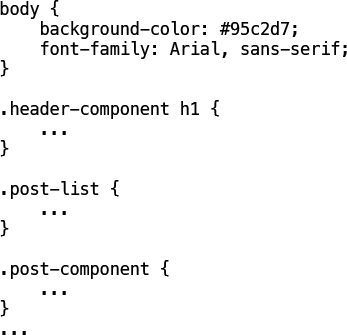 body {
    background-color: #95c2d7;
    font-family: Arial, sans-serif;
}

.header-component h1 {
    ...
}

.post-list {
    ...
}

.post-component {
    ...
}
...